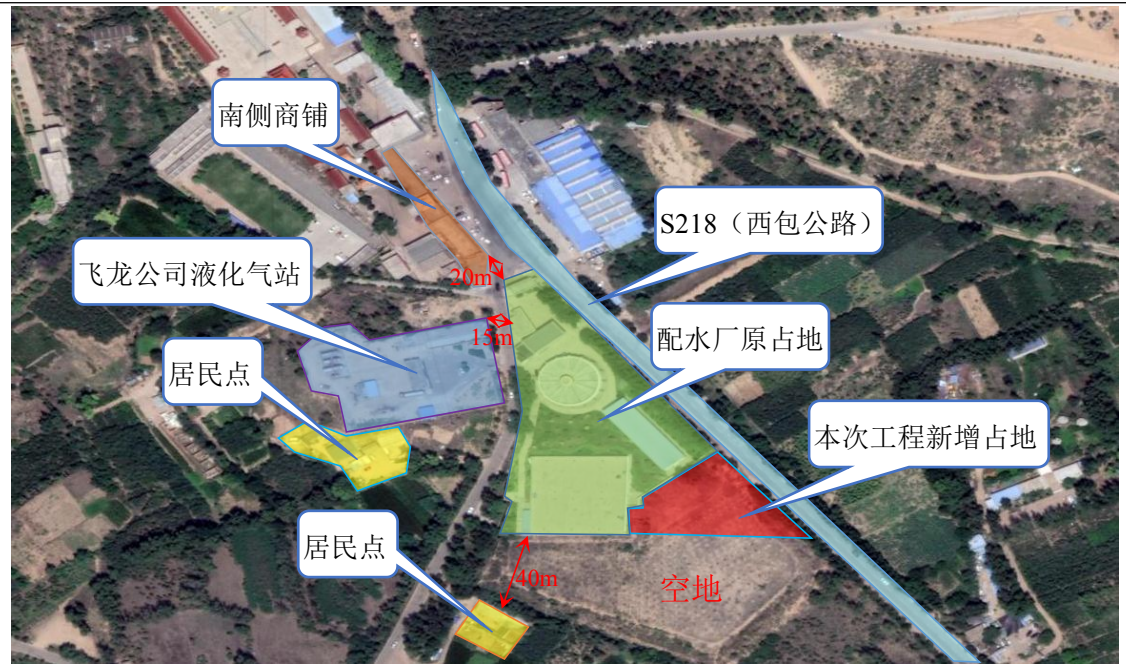 南侧商铺
S218（西包公路）
飞龙公司液化气站
20m
15m
配水厂原占地
居民点
本次工程新增占地
居民点
40m
空地